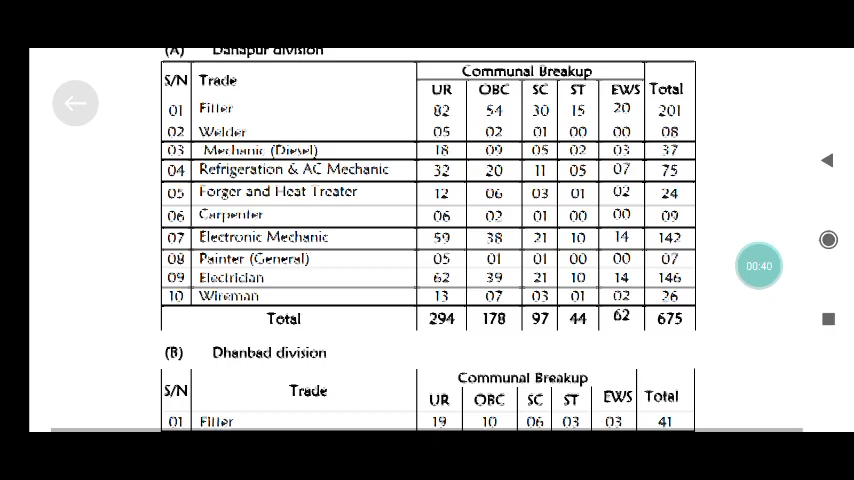 (A) Danapur division
S/N Trade Communal Breakup Total
UR OBC SC ST EWS
01 Fitter 82 54 30 15 20 201
02 Welder 05 02 01 00 00 08
03 Mechanic (Diesel) 18 09 05 02 03 37
04 Refrigeration & AC Mechanic 32 20 11 05 07 75
05 Forger and Heat Treater 12 06 03 01 02 24
06 Carpenter 06 02 01 00 00 09
07 Electronic Mechanic 59 38 21 10 14 142
08 Painter (General) 05 01 01 00 00 07
09 Electrician 62 39 21 10 14 146
10 Wireman 13 07 03 01 02 26
Total 294 178 97 44 62 675
(B) Dhanbad division
S/N Trade Communal Breakup Total
UR OBC SC ST EWS
01 Fitter 19 10 06 03 03 41
00:40